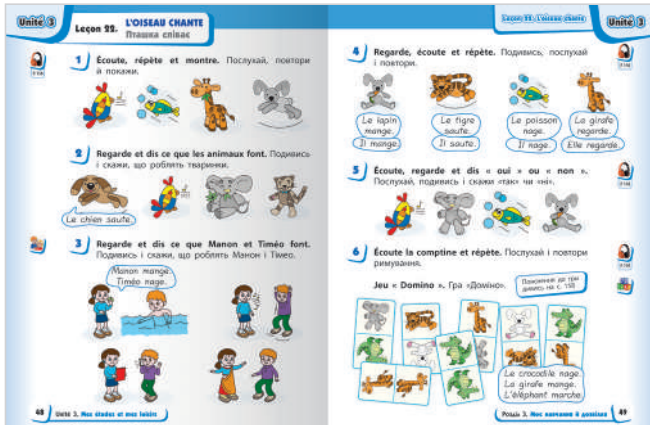 Unité 3
Leçon 22. L'OISEAU CHANTE
Пташка співає
1 Écoute, répète et montre. Послухай, повтори
й покажи.
2 Regarde et dis ce que les animaux font. Подивись
і скажи, що роблять тваринки.
Le chien saute.
3 Regarde et dis ce que Manon et Timéo font.
Подивись і скажи, що роблять Манон і Тімео.
Manon mange.
Timéo nage.
48 Unité 3. Mes études et mes loisirs
Leçon 22. L'oiseau chante Unité 3
4 Regarde, écoute et répète. Подивись, послухай
і повтори.
Le lapin
mange.
Il mange.
Le tigre
saute.
Il saute.
Le poisson
nage.
Il nage.
La girafe
regarde.
Elle regarde.
5 Écoute, regarde et dis « oui » ou « non ».
Послухай, подивись і скажи «так» чи «ні».
6 Écoute la comptine et répète. Послухай і повтори
римування.
Jeu « Domino ». Гра «Доміно».
Пояснення до гри
дивись на с. 150
Le crocodile nage.
La girafe mange.
L'éléphant marche.
Розділ 3. Моє навчання й дозвілля 49